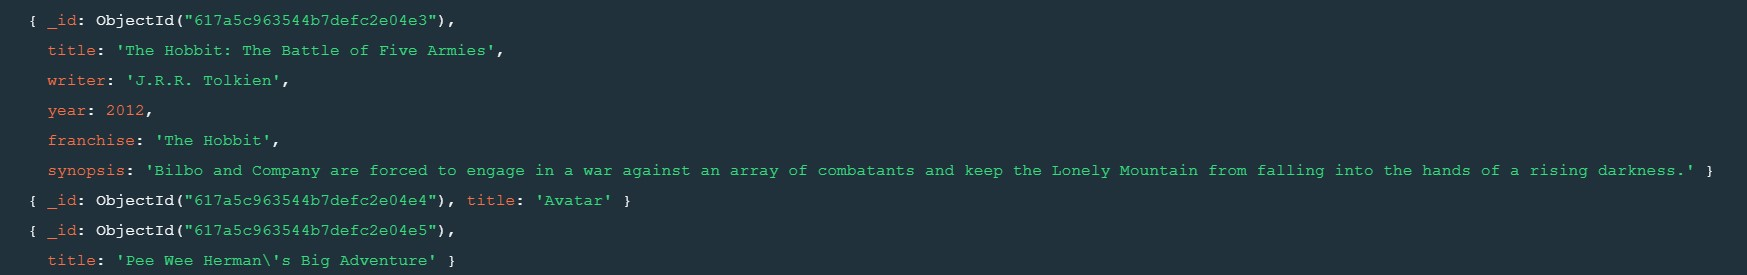 { _id: ObjectId("617a5c963544b7defc2e04e3"),
title: 'The Hobbit: The Battle of Five Armies',
writer: 'J.R.R. Tolkien',
year: 2012,
franchise: 'The Hobbit',
synopsis: 'Bilbo and Company are forced to engage in a war against an array of combatants and keep the Lonely Mountain from falling into the hands of a rising darkness.' }
{ _id: ObjectId("617a5c963544b7defc2e04e4"), title: 'Avatar' }
{ _id: ObjectId("617a5c963544b7defc2e04e5"),
title: 'Pee Wee Herman\'s Big Adventure' }